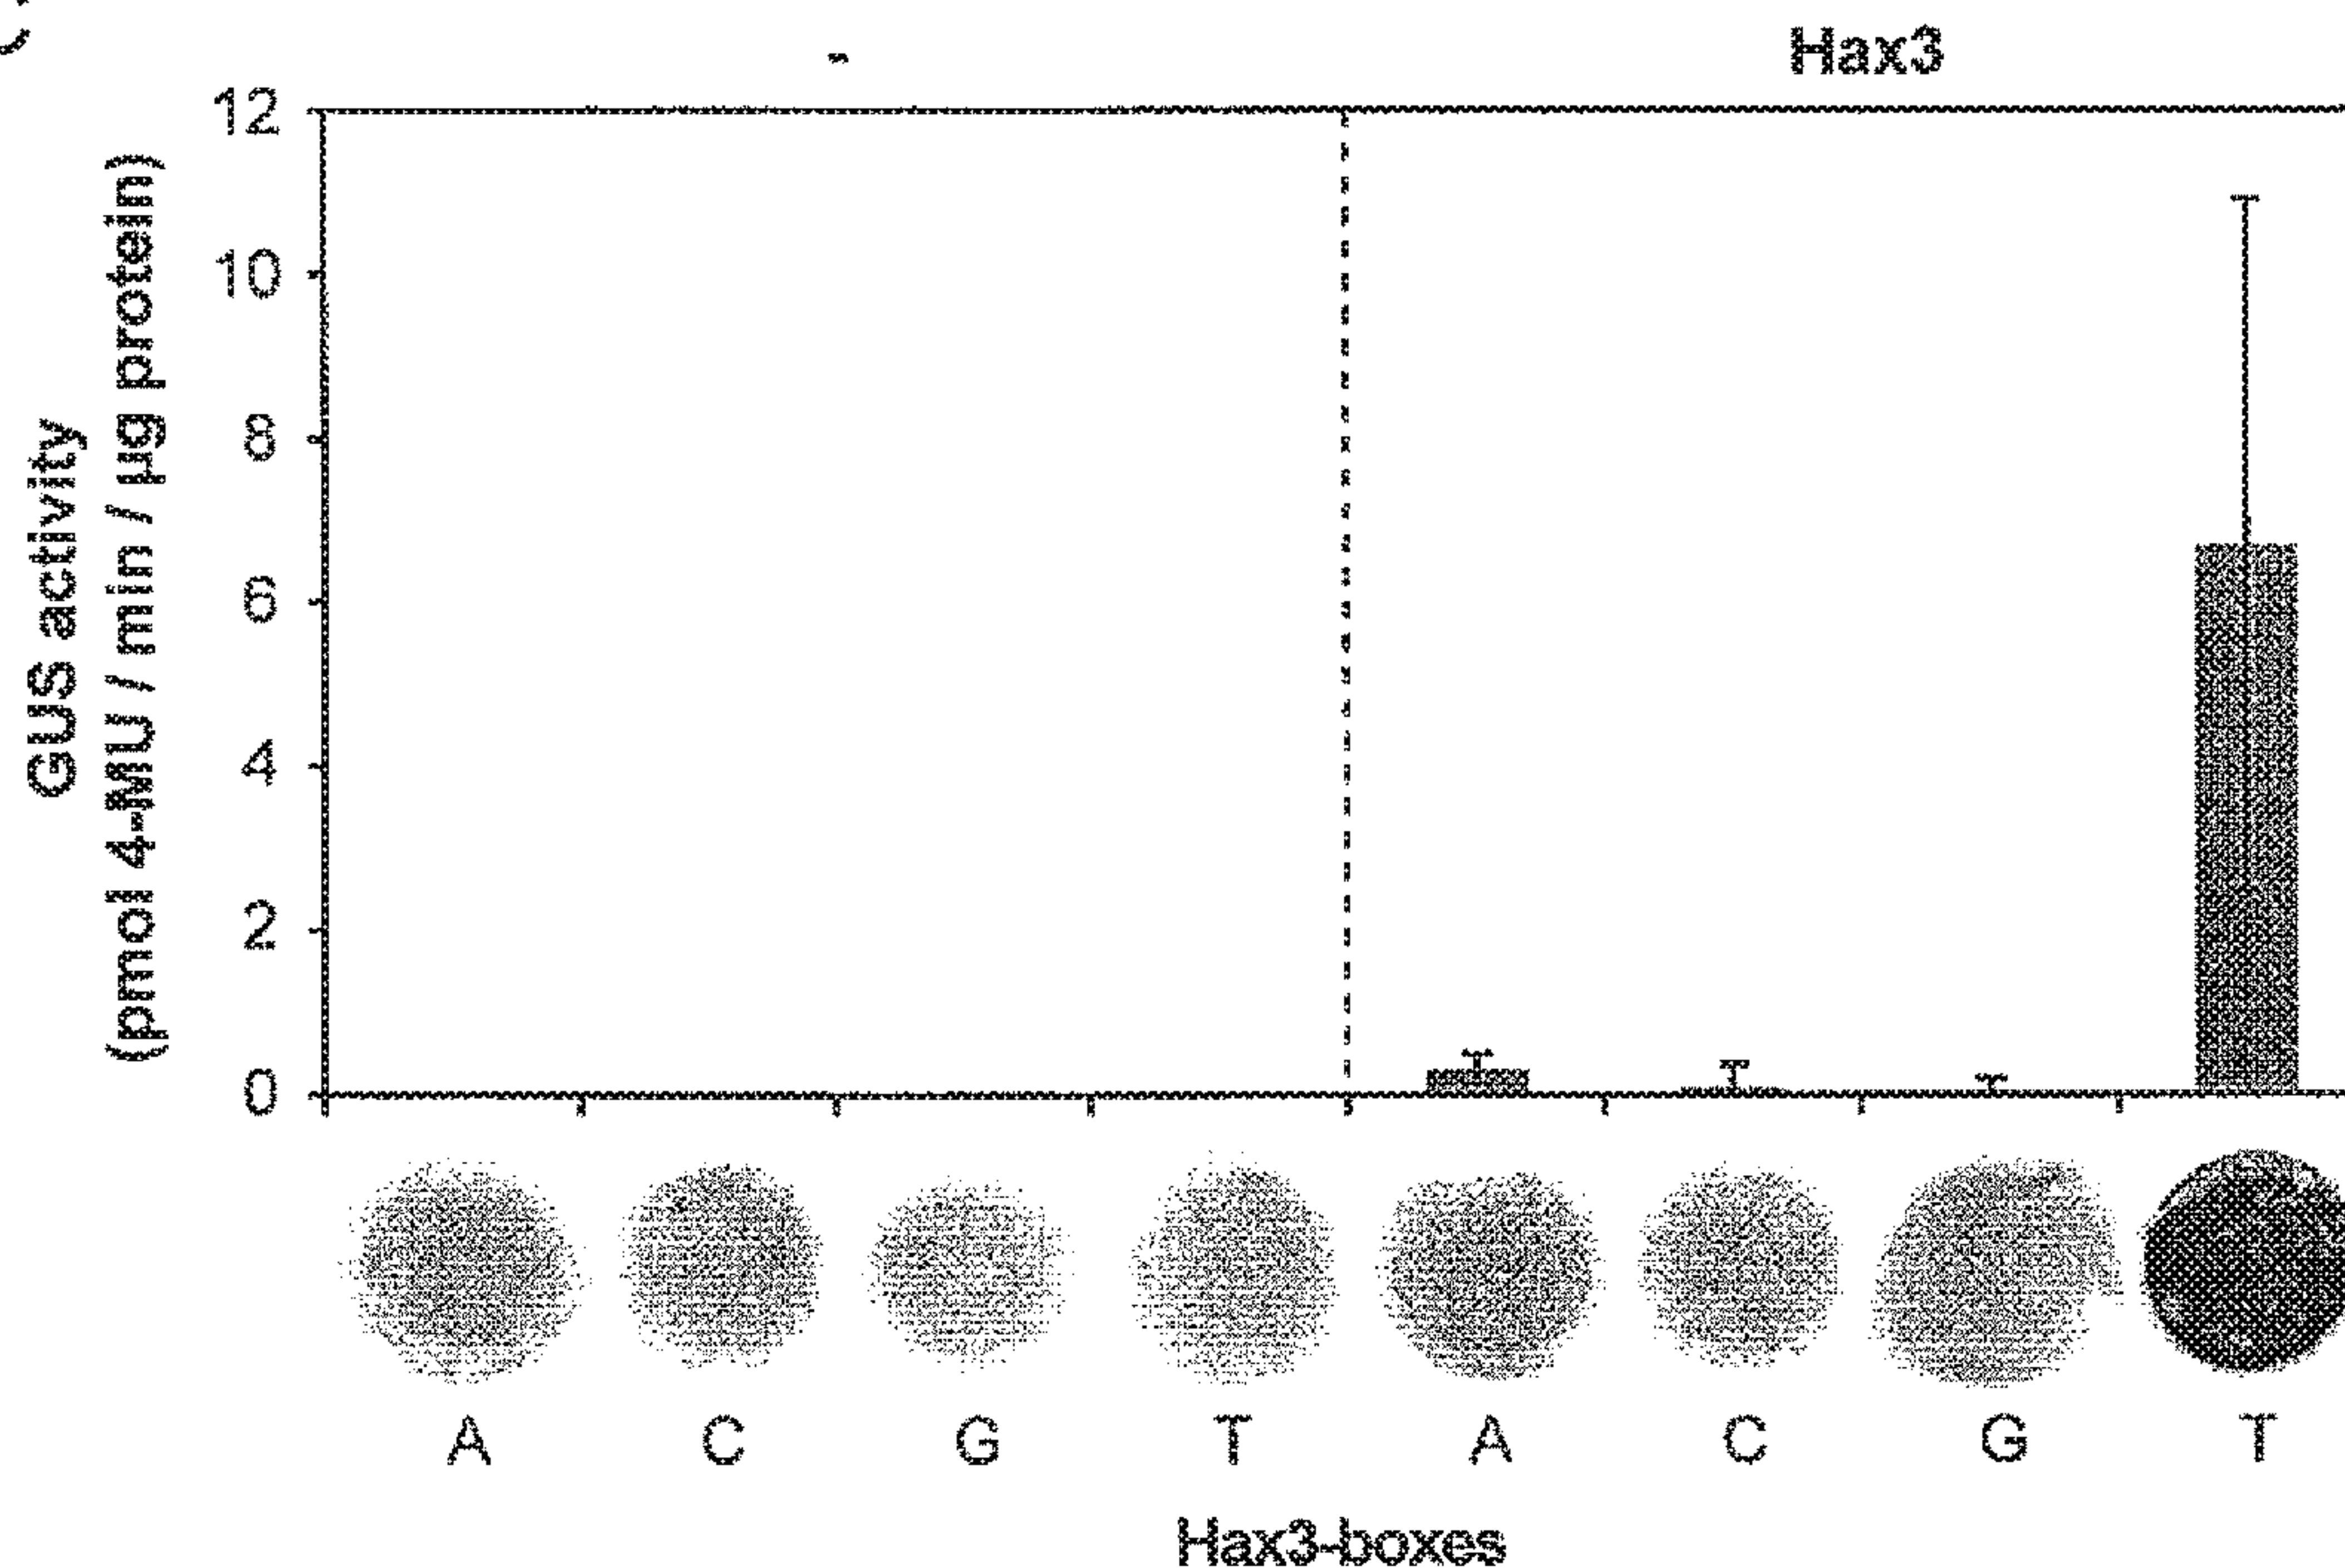 - Hax3
12
10
8
6
4
2
0
GUS activity
(pmol 4-MU / min / µg protein)
A C G T A C G T
Hax3-boxes